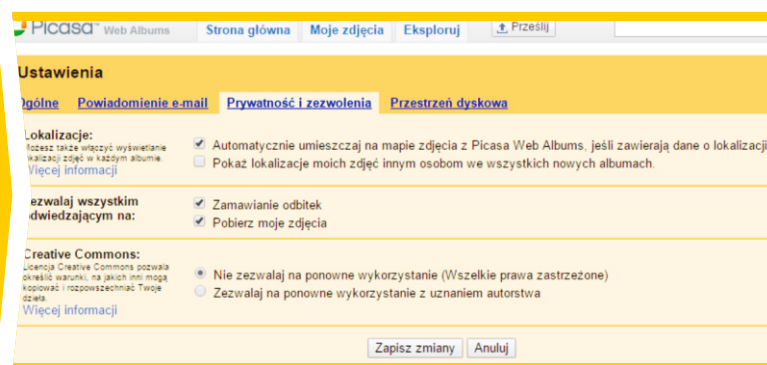 Picasa™ Web Albums Strona główna Moje zdjęcia Eksploruj Prześlij
Ustawienia
Ogólne Powiadomienie e-mail Prywatność i zezwolenia Przestrzeń dyskowa
Lokalizacje:
Możesz także włączyć wyświetlanie
lokalizacji zdjęć w każdym albumie.
Więcej informacji
Automatycznie umieszczaj na mapie zdjęcia z Picasa Web Albums, jeśli zawierają dane o lokalizacji
Pokaż lokalizacje moich zdjęć innym osobom we wszystkich nowych albumach.
ezwalaj wszystkim
odwiedzającym na:
Zamawianie odbitek
Pobierz moje zdjęcia
Creative Commons:
Licencja Creative Commons pozwala
określić warunki, na jakich inni mogą
kopiować i rozpowszechniać Twoje
dzieła.
Więcej informacji
Nie zezwalaj na ponowne wykorzystanie (Wszelkie prawa zastrzeżone)
Zezwalaj na ponowne wykorzystanie z uznaniem autorstwa
Zapisz zmiany Anuluj